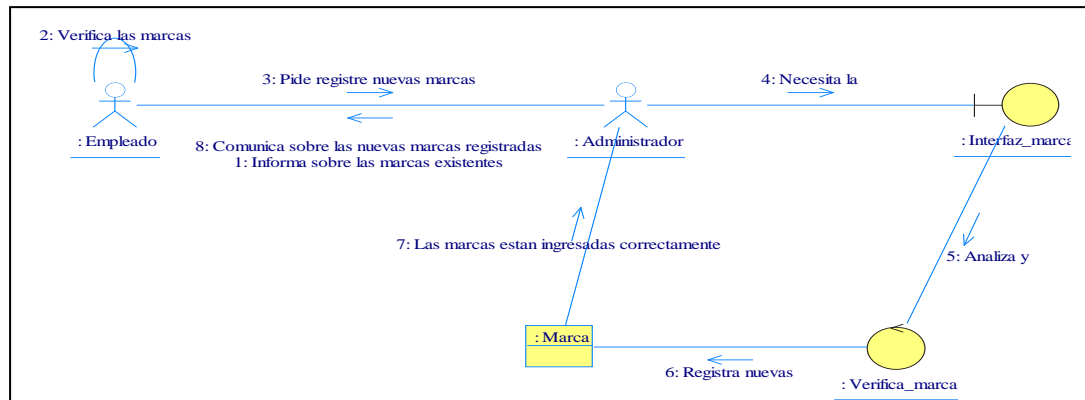 2: Verifica las marcas
3: Pide registre nuevas marcas
4: Necesita la
: Empleado
8: Comunica sobre las nuevas marcas registradas
1: Informa sobre las marcas existentes
: Administrador
: Interfaz_marca
7: Las marcas estan ingresadas correctamente
5: Analiza y
: Marca
6: Registra nuevas
: Verifica_marca